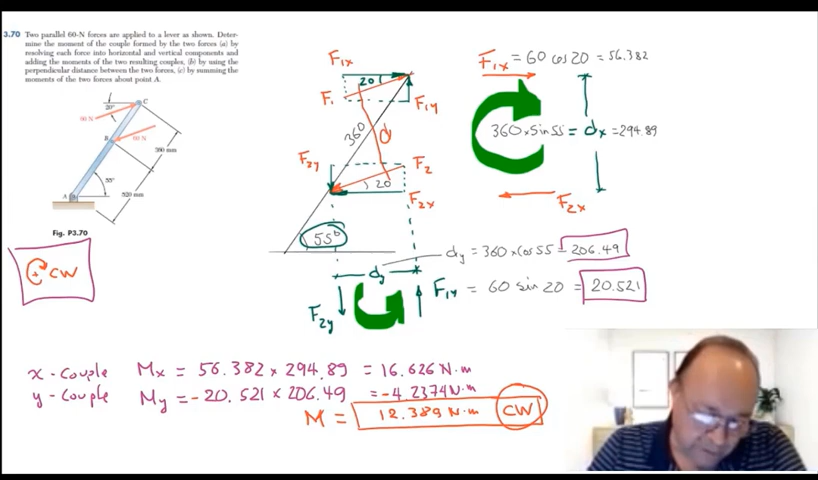 3.70 Two parallel 60-N forces are applied to a lever as shown. Deter-
mine the moment of the couple formed by the two forces (a) by
resolving each force into horizontal and vertical components and
adding the moments of the two resulting couples, (b) by using the
perpendicular distance between the two forces, (c) by summing the
moments of the two forces about point A.
C
20°
60 N
B
60 N
360 mm
A
55°
520 mm
Fig. P3.70
CW
F1x
20
F1
F1y
360
d
F2y
F2
20
F2x
55°
dy
F2y
F1y
F1x = 60 cos 20 = 56.382
360 × sin 55 = dx = 294.89
F2x
dy = 360 × cos 55 = 206.49
F1y = 60 sin 20 = 20.521
x - Couple Mx = 56.382 × 294.89 = 16.626 N·m
y - Couple My = -20.521 × 206.49 = -4.2374 N·m
M = 12.389 N·m CW